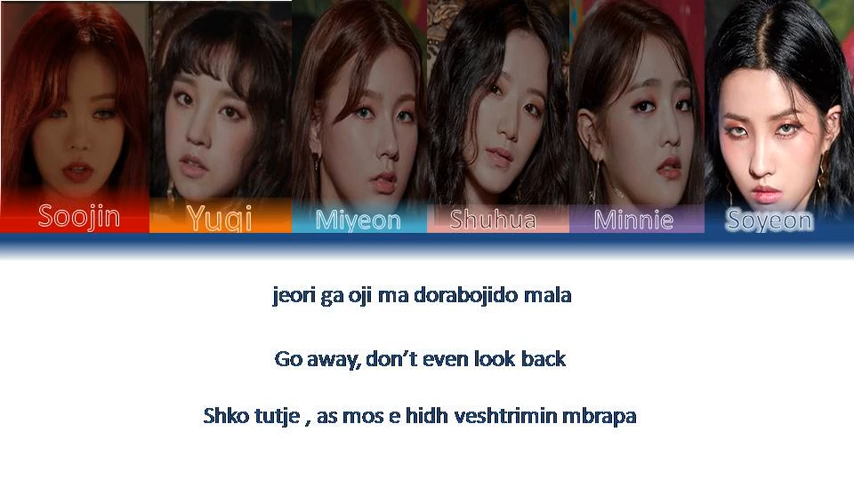 Soojin Yuqi Miyeon Shuhua Minnie Soyeon
jeori ga oji ma dorabojido mala
Go away, don't even look back
Shko tutje , as mos e hidh veshtrimin mbrapa